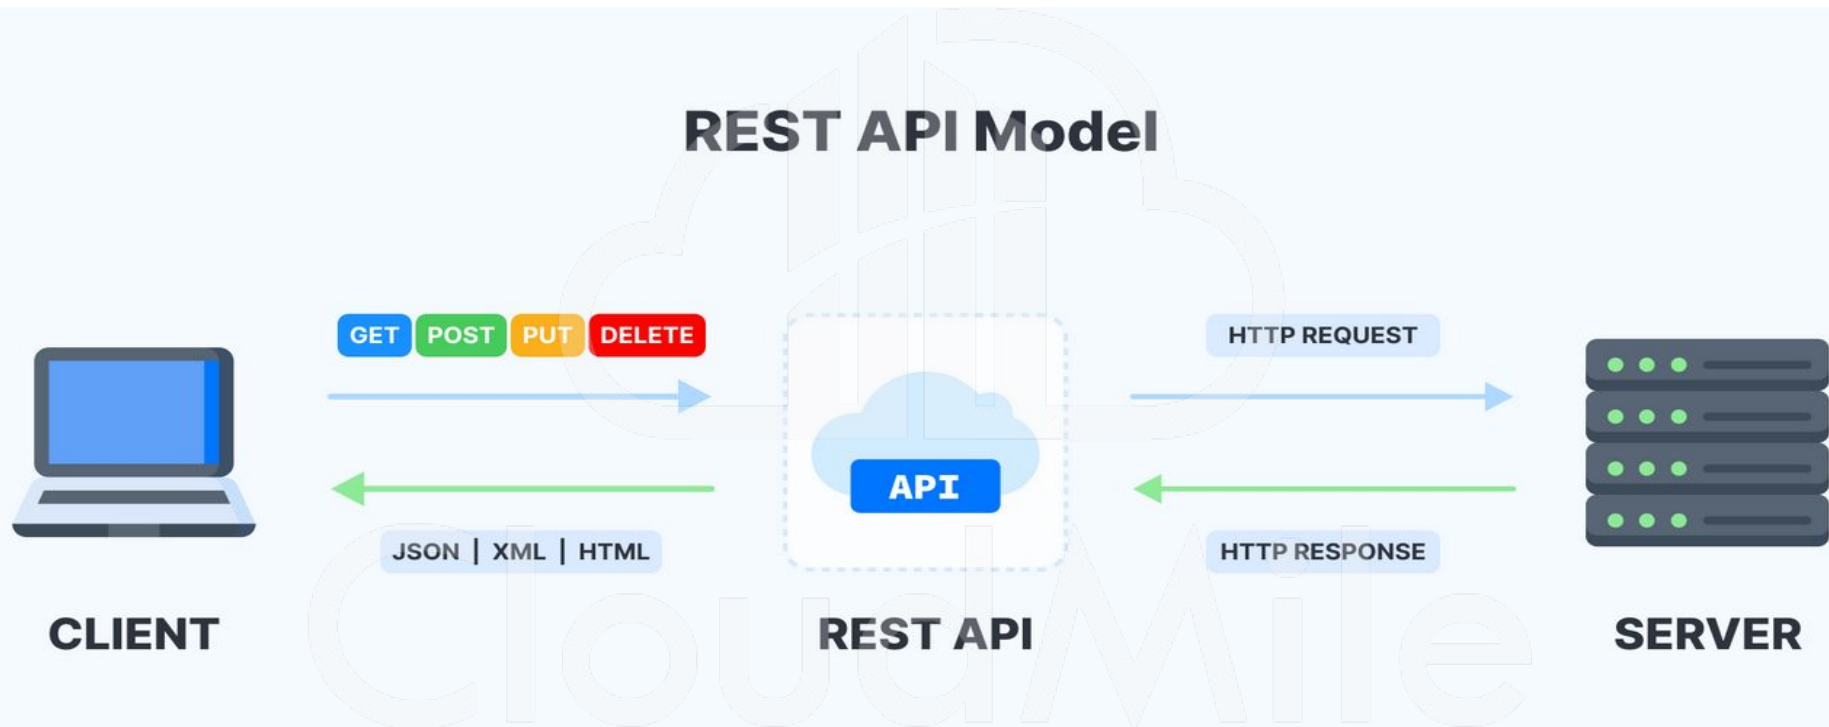 REST API Model
GET POST PUT DELETE
HTTP REQUEST
API
JSON | XML | HTML
HTTP RESPONSE
CLIENT
REST API
SERVER
CloudMile